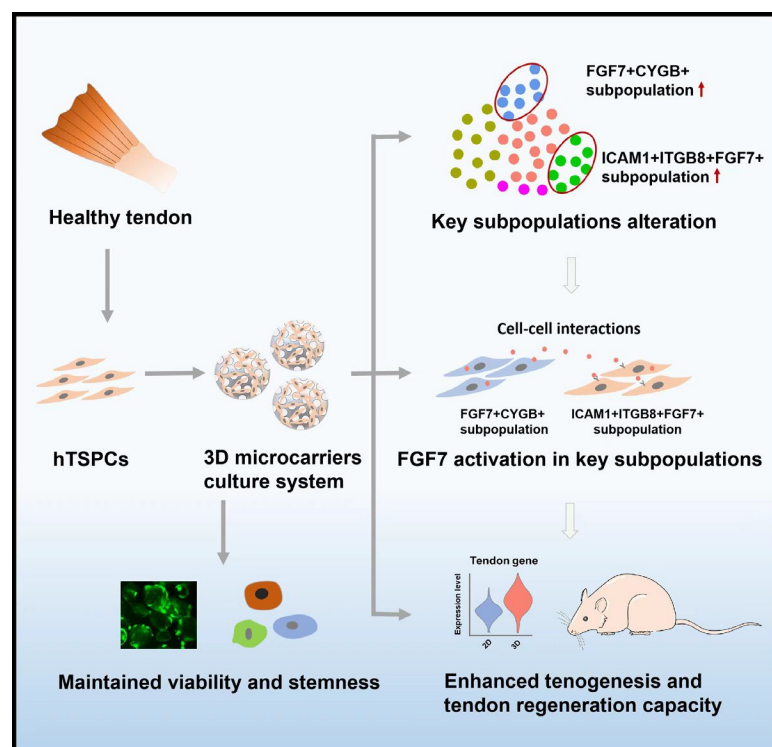 Healthy tendon
hTSPCs
3D microcarriers
culture system
Maintained viability and stemness
FGF7+CYGB+
subpopulation
ICAM1+ITGB8+FGF7+
subpopulation
Key subpopulations alteration
Cell-cell interactions
FGF7+CYGB+
subpopulation
ICAM1+ITGB8+FGF7+
subpopulation
FGF7 activation in key subpopulations
Tendon gene
Expression level
2D
3D
Enhanced tenogenesis and
tendon regeneration capacity